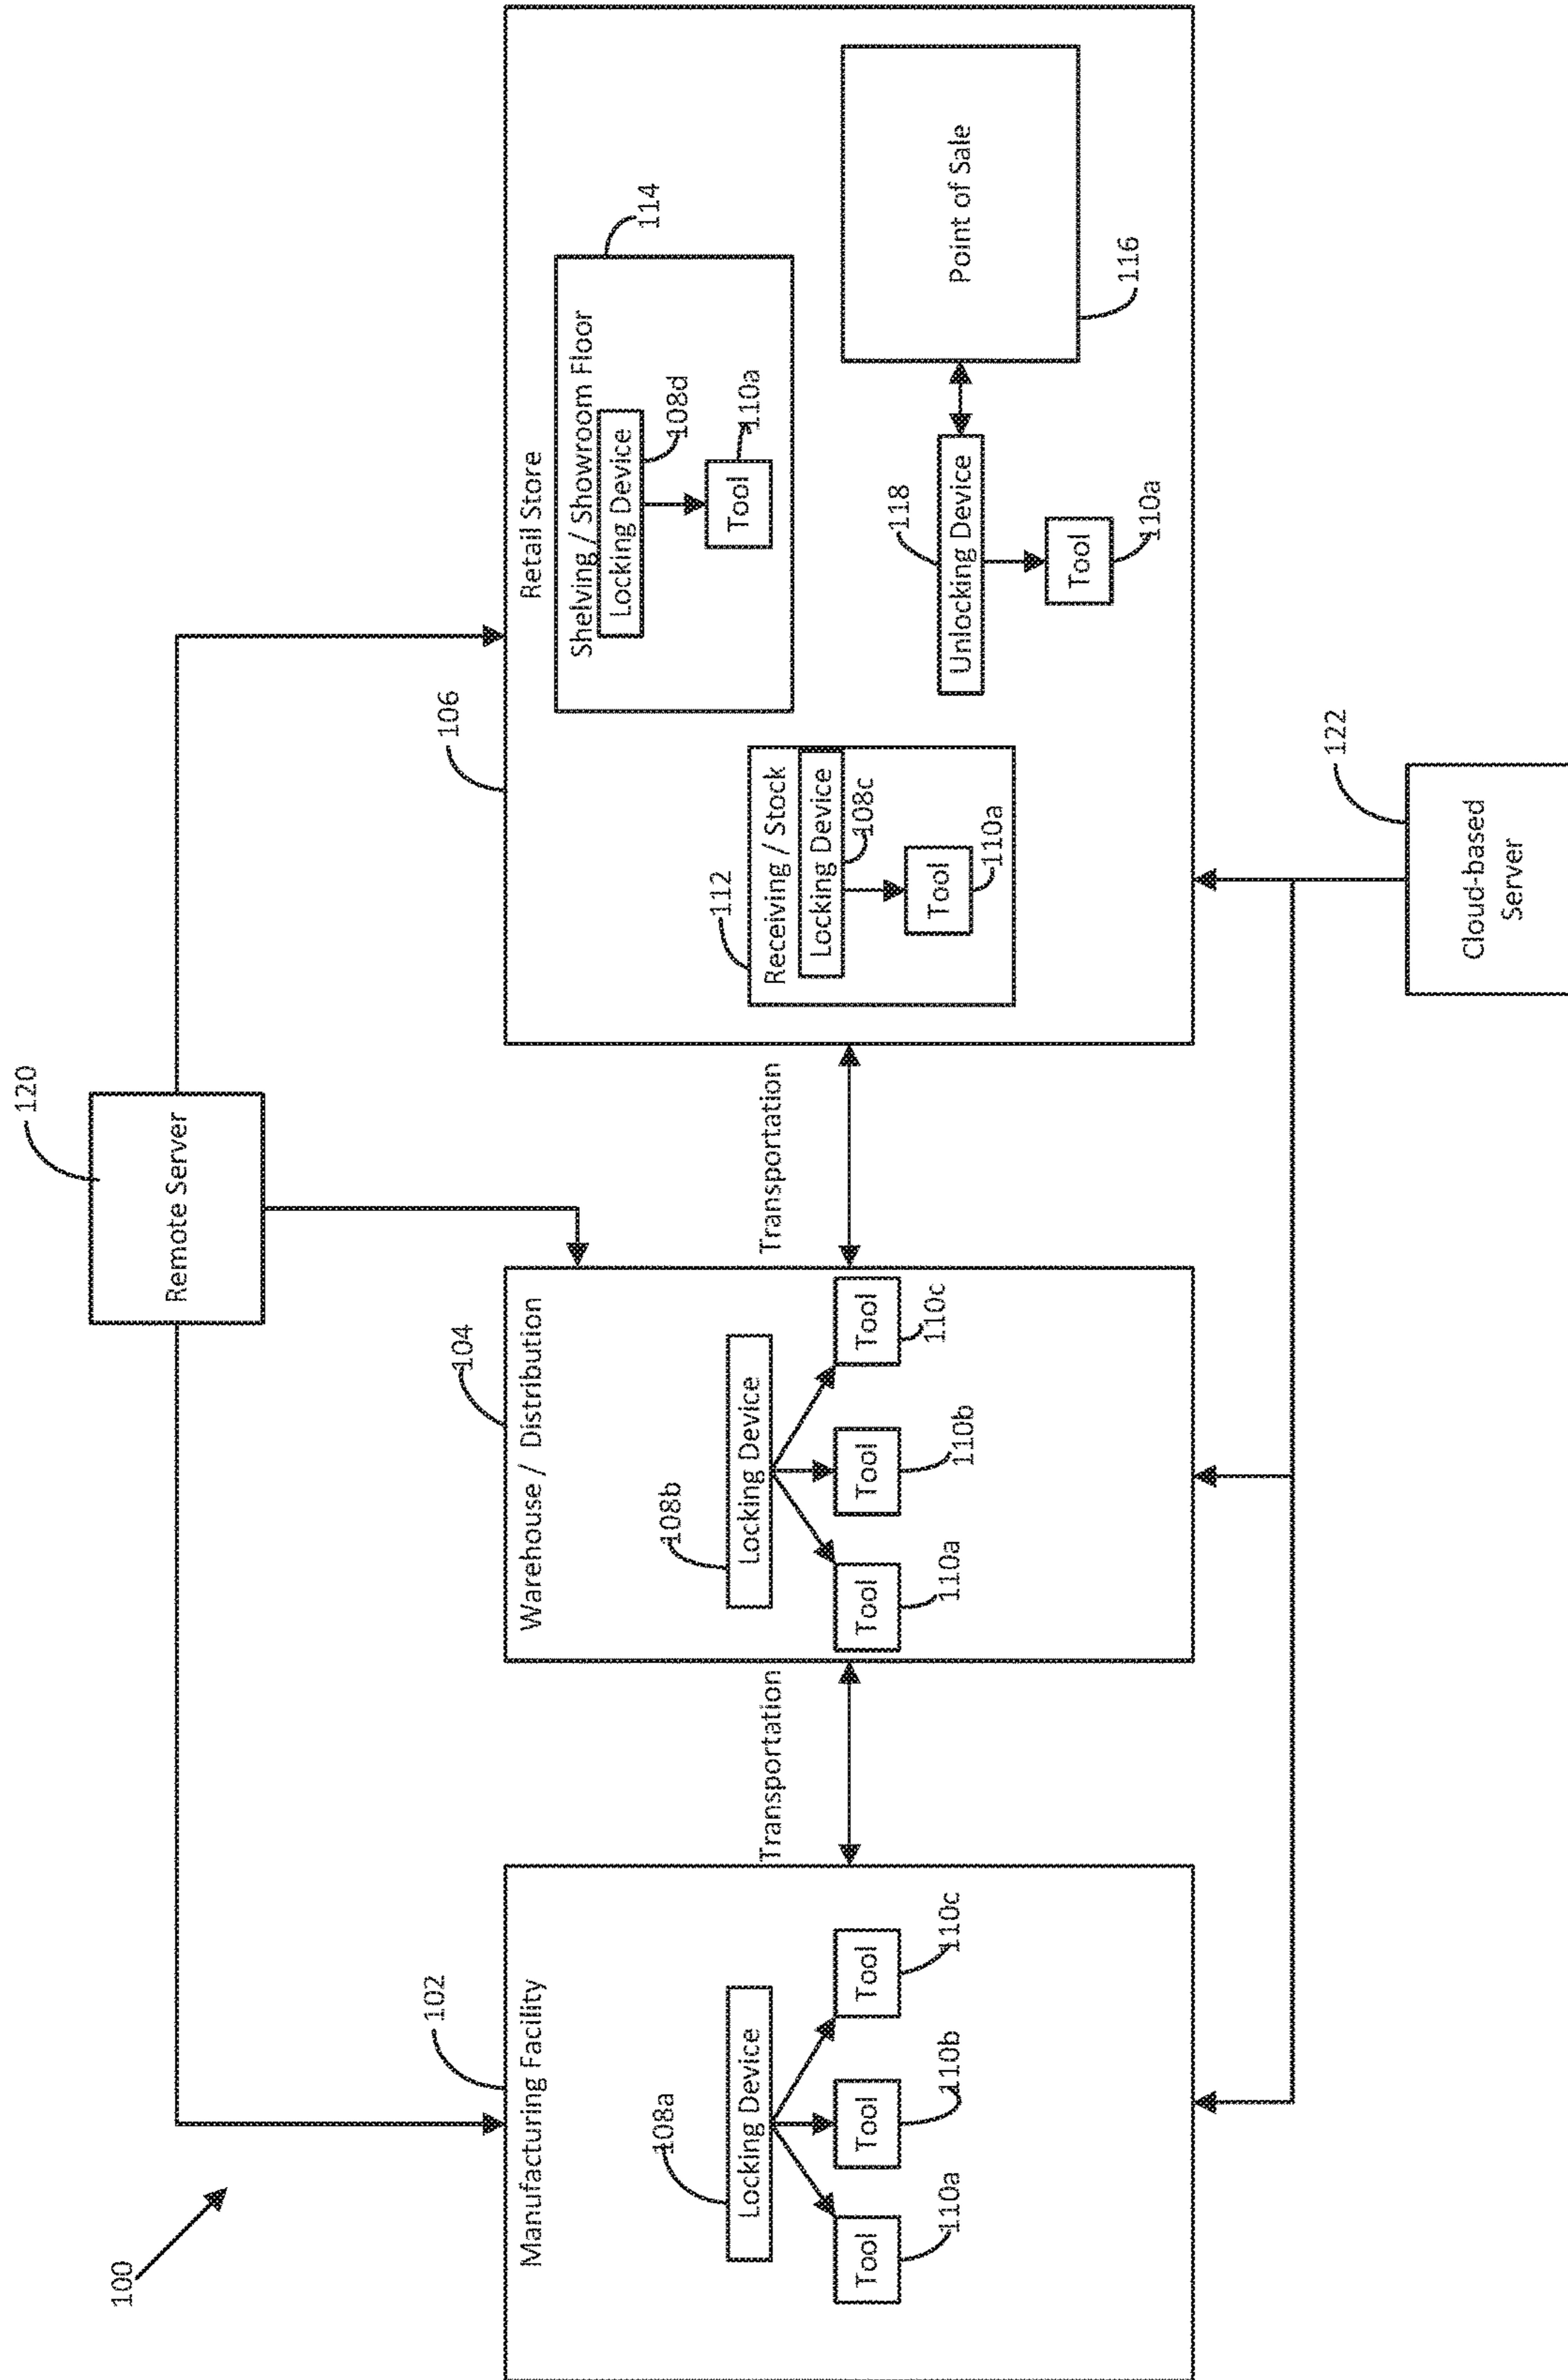 100
120
Remote Server
102
Manufacturing Facility
108a
Locking Device
Tool
Tool
Tool
110a
110b
110c
Transportation
104
Warehouse / Distribution
108b
Locking Device
Tool
Tool
Tool
110a
110b
110c
Transportation
106
Retail Store
112
Receiving / Stock
Locking Device
108c
Tool
110a
114
Shelving / Showroom Floor
Locking Device
108d
Tool
110a
118
Unlocking Device
Tool
110a
Point of Sale
116
122
Cloud-based
Server